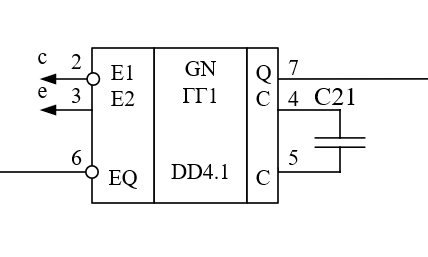 c 2 E1 GN Q 7
e 3 E2 ГГ1 C 4 C21
6 EQ DD4.1 C 5